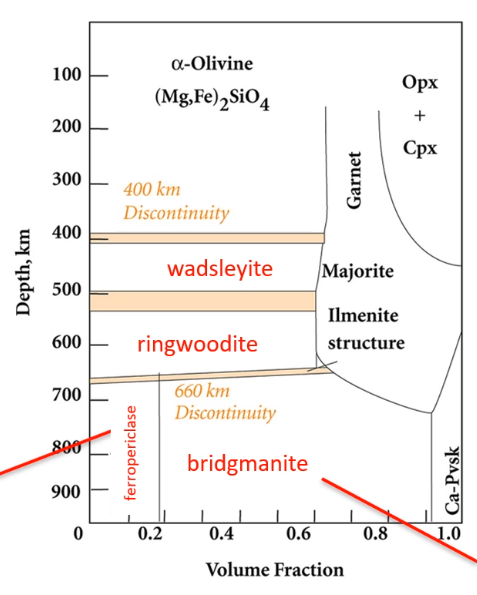 α-Olivine
(Mg,Fe)2SiO4
Opx
+
Cpx
Garnet
400 km
Discontinuity
wadsleyite
Majorite
Ilmenite
structure
ringwoodite
660 km
Discontinuity
ferropericlase
bridgmanite
Ca-Pvsk
Depth, km
100
200
300
400
500
600
700
800
900
0
0.2
0.4
0.6
0.8
1.0
Volume Fraction